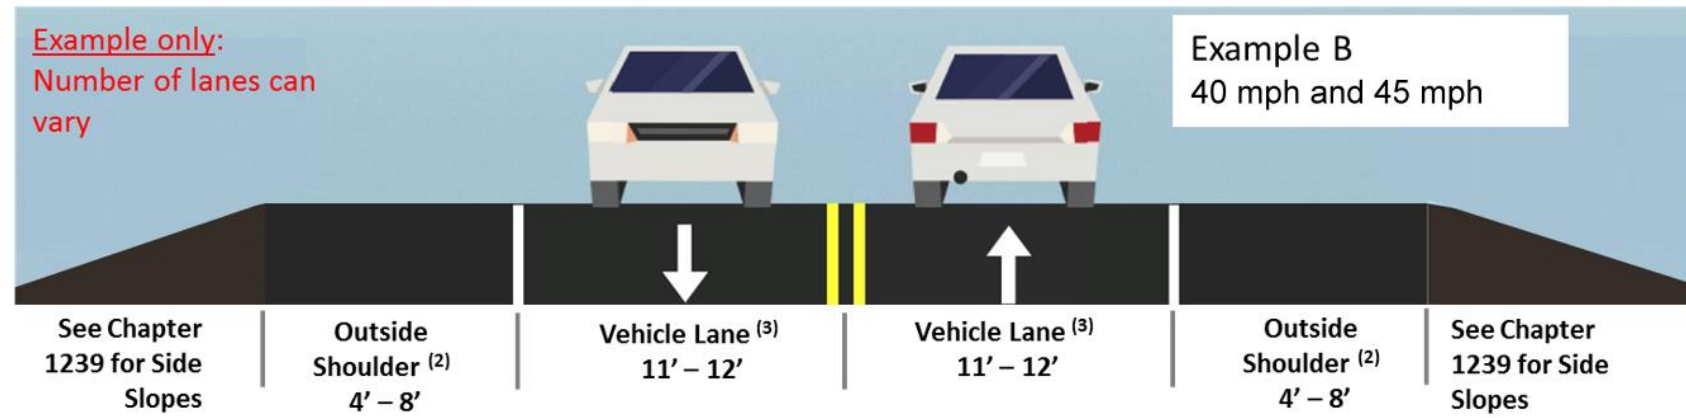 Example only:
Number of lanes can
vary
Example B
40 mph and 45 mph
See Chapter
1239 for Side
Slopes
Outside
Shoulder (2)
4’ – 8’
Vehicle Lane (3)
11’ – 12’
Vehicle Lane (3)
11’ – 12’
Outside
Shoulder (2)
4’ – 8’
See Chapter
1239 for Side
Slopes